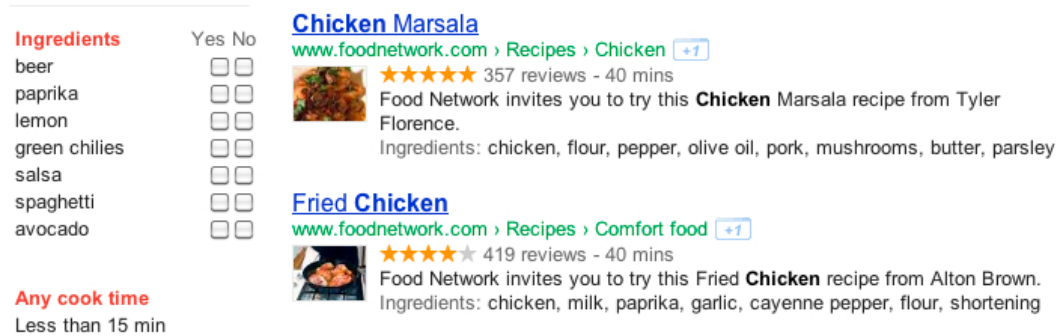 Ingredients Yes No
beer
paprika
lemon
green chilies
salsa
spaghetti
avocado
Any cook time
Less than 15 min
Chicken Marsala
www.foodnetwork.com › Recipes › Chicken +1
357 reviews - 40 mins
Food Network invites you to try this Chicken Marsala recipe from Tyler
Florence.
Ingredients: chicken, flour, pepper, olive oil, pork, mushrooms, butter, parsley
Fried Chicken
www.foodnetwork.com › Recipes › Comfort food +1
419 reviews - 40 mins
Food Network invites you to try this Fried Chicken recipe from Alton Brown.
Ingredients: chicken, milk, paprika, garlic, cayenne pepper, flour, shortening